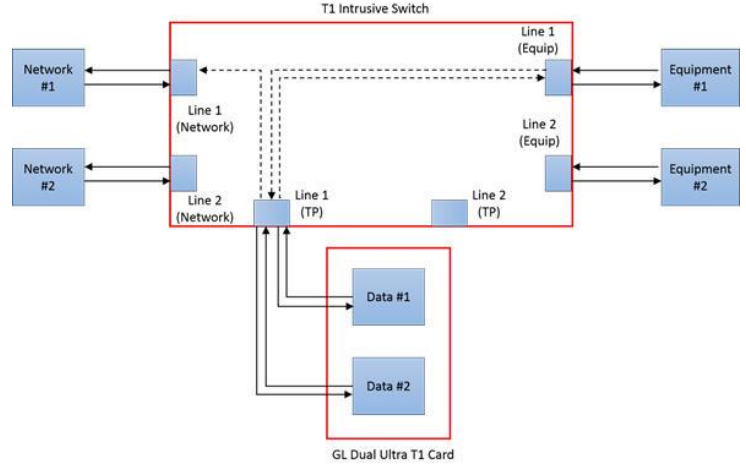 T1 Intrusive Switch
Network
#1
Line 1
(Network)
Line 1
(Equip)
Equipment
#1
Network
#2
Line 2
(Network)
Line 1
(TP)
Line 2
(TP)
Line 2
(Equip)
Equipment
#2
Data #1
Data #2
GL Dual Ultra T1 Card